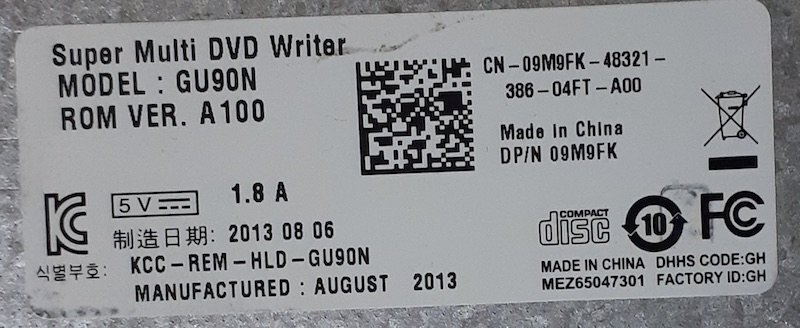 Super Multi DVD Writer
MODEL : GU90N
ROM VER. A100
CN-09M9FK-48321-
386-04FT-A00
Made in China
DP/N 09M9FK
5V
1.8 A
制造日期: 2013 08 06
식별부호: KCC-REM-HLD-GU90N
MANUFACTURED : AUGUST 2013
COMPACT
disc
10
FC
MADE IN CHINA DHHS CODE:GH
MEZ65047301 FACTORY ID:GH